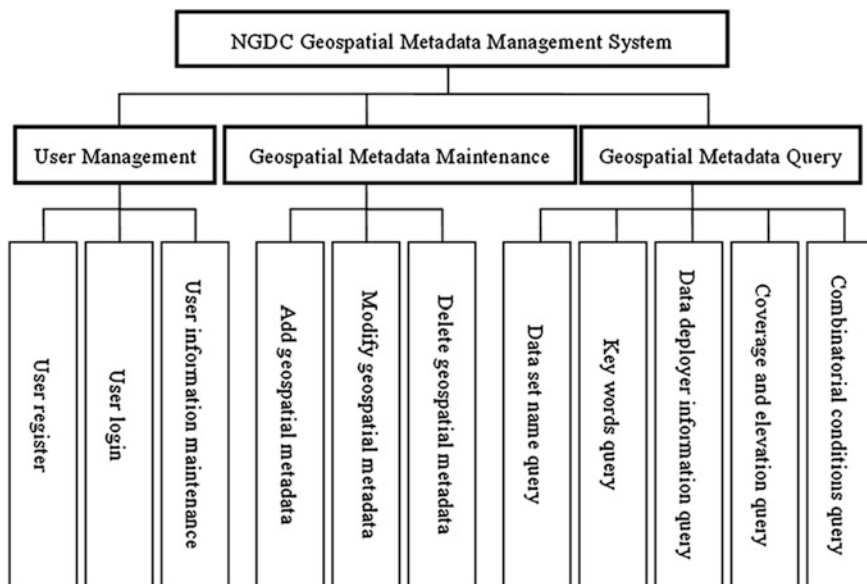 NGDC Geospatial Metadata Management System
User Management
Geospatial Metadata Maintenance
Geospatial Metadata Query
User register
User login
User information maintenance
Add geospatial metadata
Modify geospatial metadata
Delete geospatial metadata
Data set name query
Key words query
Data deployer information query
Coverage and elevation query
Combinatorial conditions query